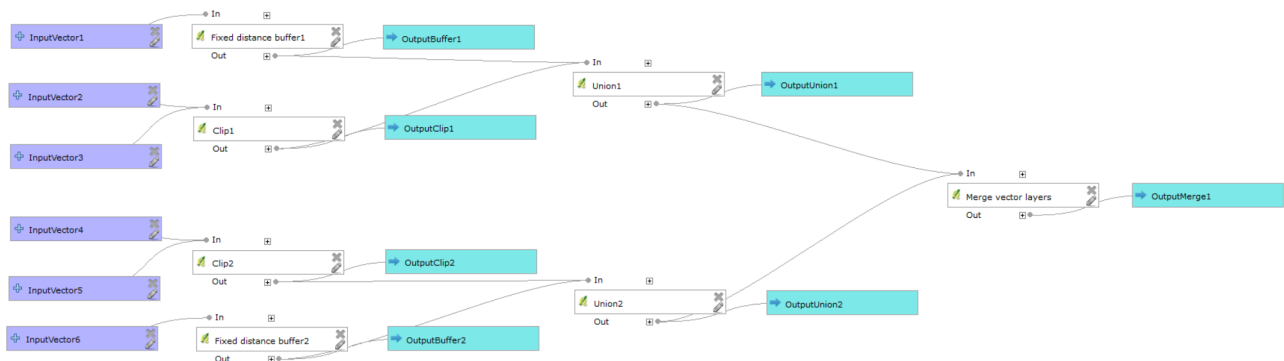 In
InputVector1
Fixed distance buffer1
OutputBuffer1
Out
In
InputVector2
Union1
OutputUnion1
Out
In
Clip1
OutputClip1
Out
InputVector3
In
Merge vector layers
OutputMerge1
Out
InputVector4
In
Clip2
OutputClip2
Out
InputVector5
In
Union2
OutputUnion2
Out
In
InputVector6
Fixed distance buffer2
OutputBuffer2
Out